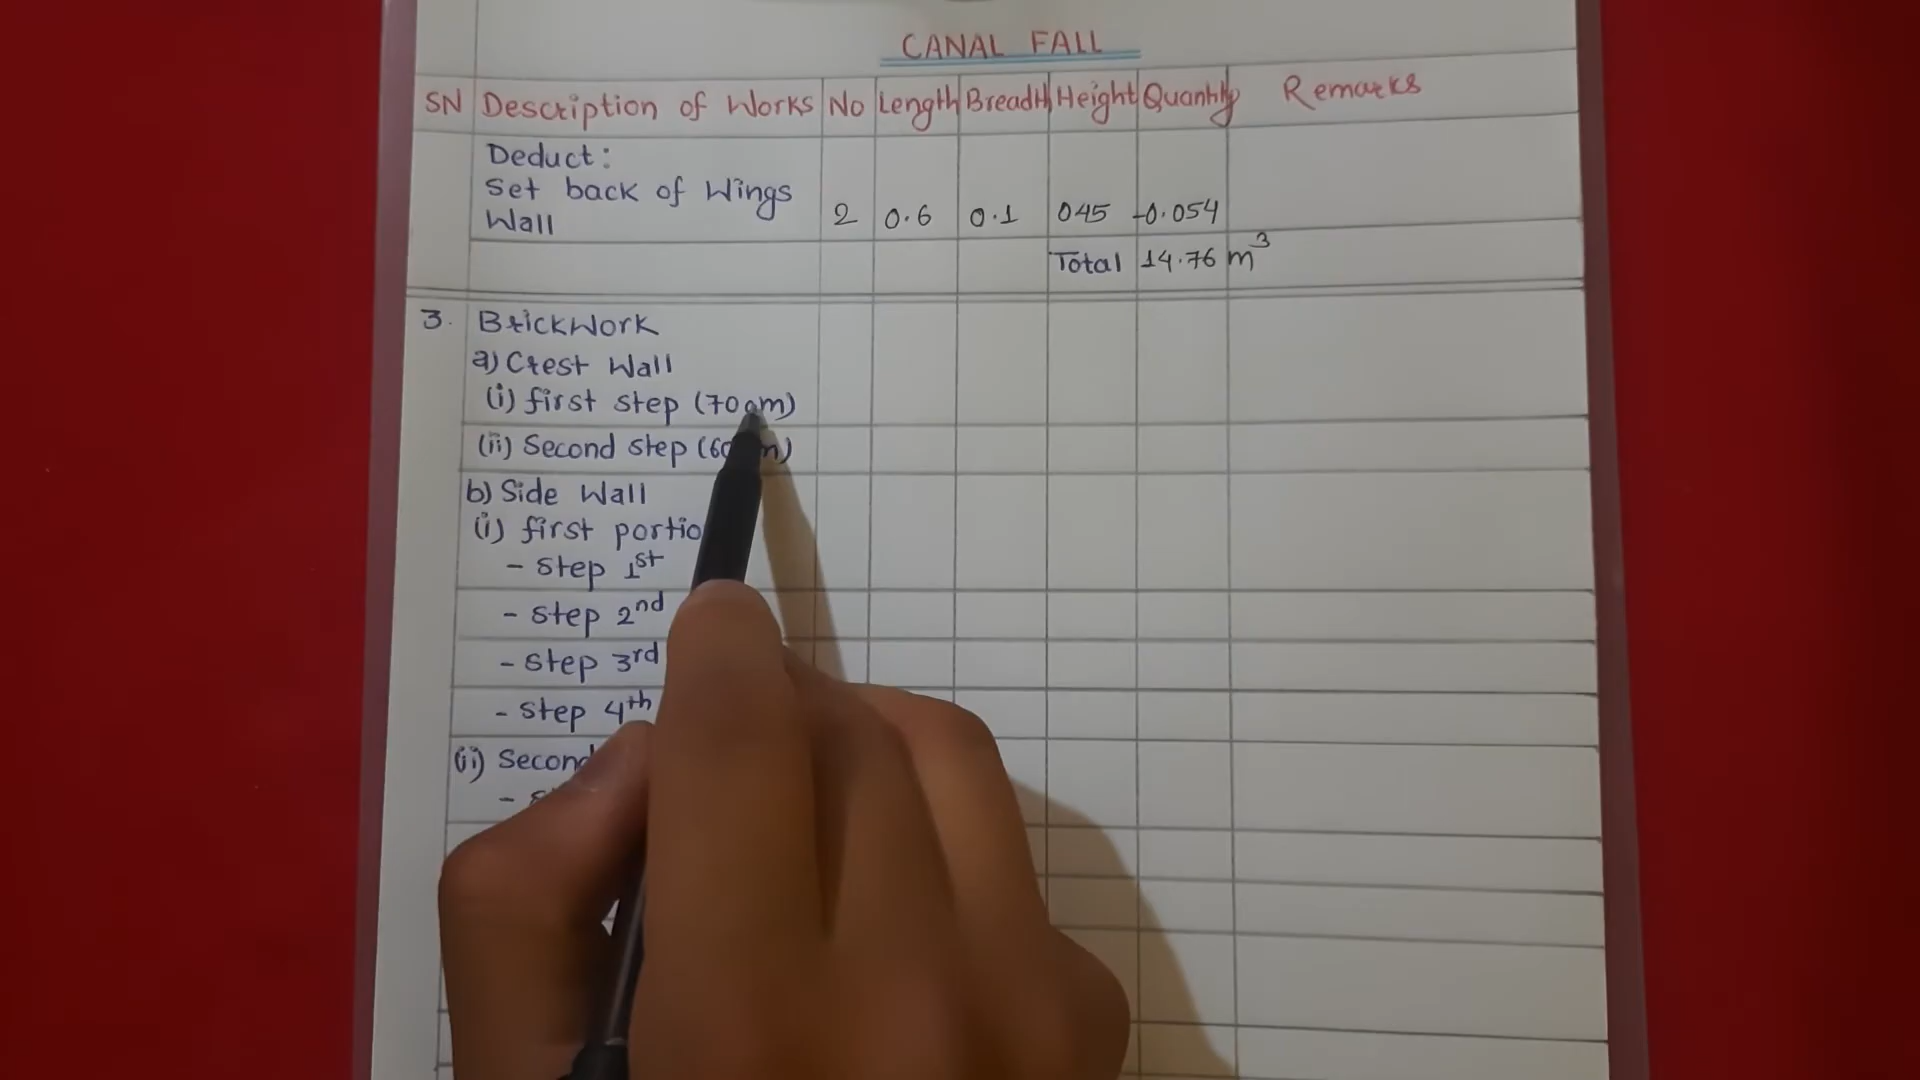 CANAL FALL
SN Description of Works No Length Breadth Height Quantity Remarks
Deduct:
Set back of Wings
Wall 2 0.6 0.1 045 -0.054
Total 14.76 m³
3. Brickwork
a) Crest Wall
(i) first step (70cm)
(ii) Second step
b) Side Wall
(i) first
- step 1st
- step 2nd
- step 3rd
- step 4th
(ii) Second